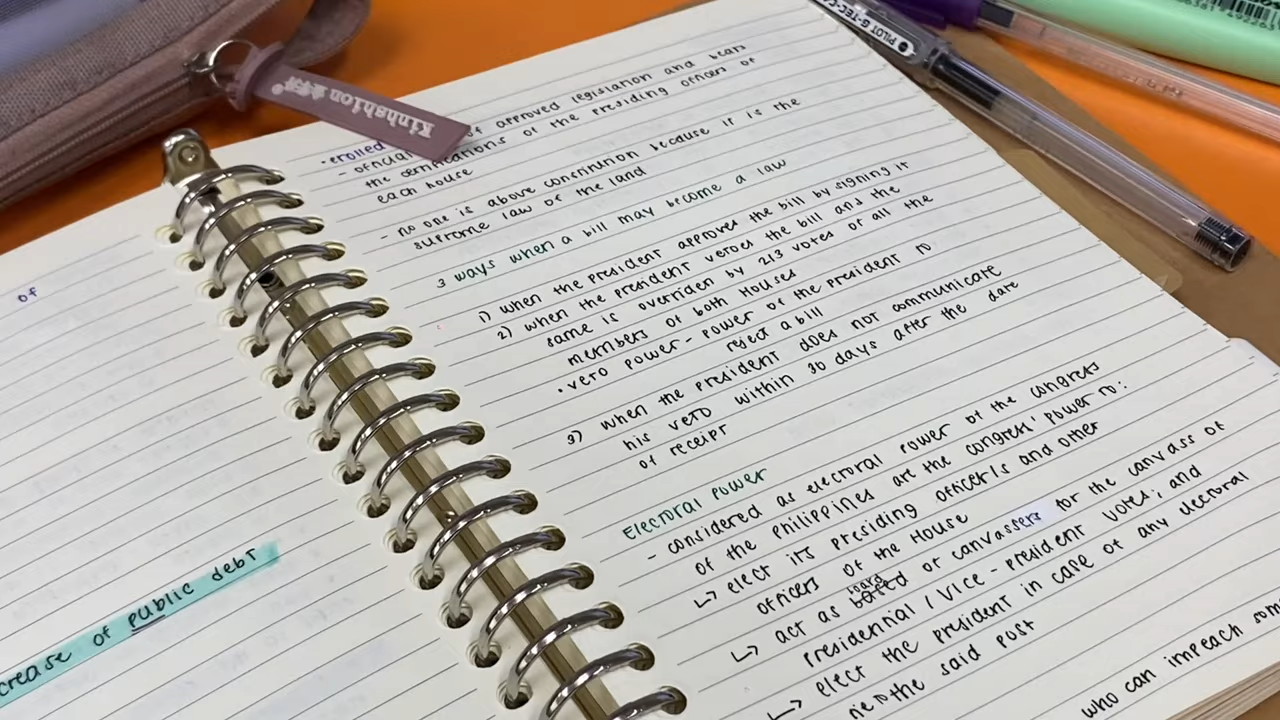 of
crease of public debt
• erolled
- official of approved legislation and bears
the certifications of the presiding officers of
each house
- no one is above constitution because it is the
supreme law of the land
3 ways when a bill may become a law
1) when the president approves the bill by signing it
2) when the president vetoes the bill and the
same is overriden by 2/3 votes of all the
members of both Houses
• veto power - power of the president to
reject a bill
3) when the president does not communicate
his veto within 30 days after the date
of receipt
Electoral power
- considered as electoral power of the congress
of the Philippines are the congress' power to:
↳ elect its presiding officer/s and other
officers of the House
↳ act as board of canvassers for the canvass of
presidential / vice-president votes; and
↳ elect the president in case of any electoral
tie to the said post
who can impeach som
Kinhshion
PILOT G-TEC-C